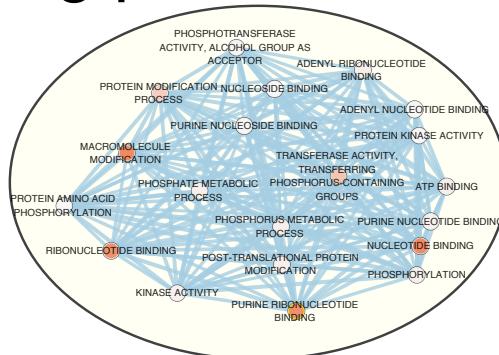 PHOSPHOTRANSFERASE
ACTIVITY, ALCOHOL GROUP AS
ACCEPTOR
ADENYL RIBONUCLEOTIDE
BINDING
PROTEIN MODIFICATION
PROCESS
NUCLEOSIDE BINDING
ADENYL NUCLEOTIDE BINDING
PURINE NUCLEOSIDE BINDING
PROTEIN KINASE ACTIVITY
MACROMOLECULE
MODIFICATION
TRANSFERASE ACTIVITY,
TRANSFERRING
PHOSPHORUS-CONTAINING
GROUPS
PHOSPHATE METABOLIC
PROCESS
ATP BINDING
PROTEIN AMINO ACID
PHOSPHORYLATION
PHOSPHORUS METABOLIC
PROCESS
PURINE NUCLEOTIDE BINDING
RIBONUCLEOTIDE BINDING
NUCLEOTIDE BINDING
POST-TRANSLATIONAL PROTEIN
MODIFICATION
PHOSPHORYLATION
KINASE ACTIVITY
PURINE RIBONUCLEOTIDE
BINDING